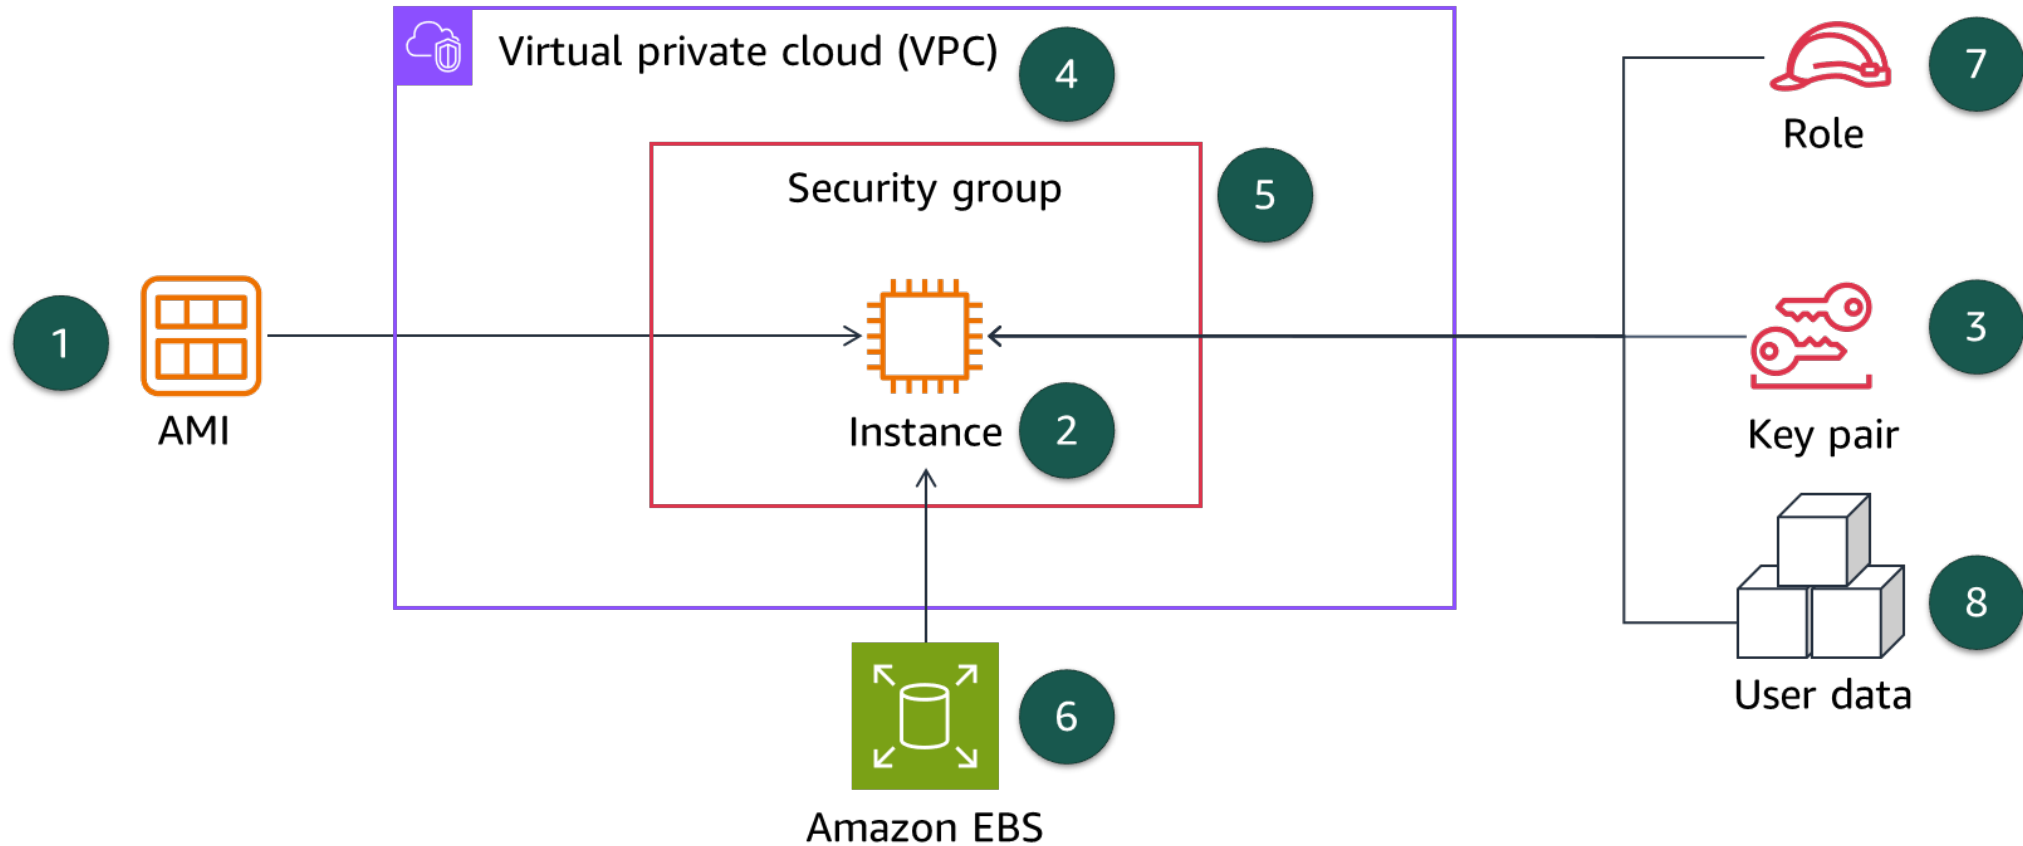 Virtual private cloud (VPC)
4
7
Role
Security group
5
1
AMI
3
Key pair
Instance
2
8
User data
6
Amazon EBS